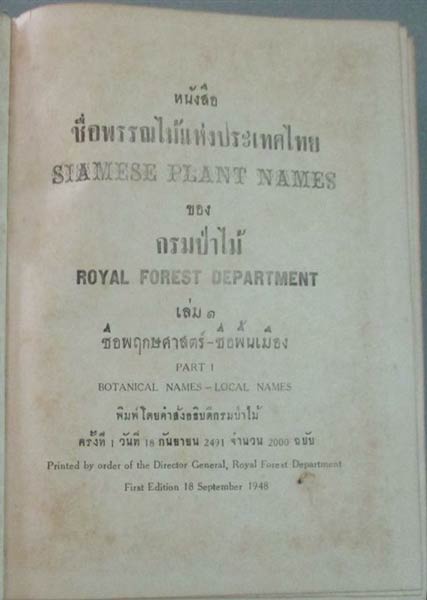 หนังสือ
ชื่อพรรณไม้แห่งประเทศไทย
SIAMESE PLANT NAMES
ของ
กรมป่าไม้
ROYAL FOREST DEPARTMENT
เล่ม ๑
ชื่อพฤกษศาสตร์-ชื่อพื้นเมือง
PART I
BOTANICAL NAMES – LOCAL NAMES
พิมพ์โดยคำสั่งอธิบดีกรมป่าไม้
ครั้งที่ 1 วันที่ 18 กันยายน 2491 จำนวน 2000 ฉบับ
Printed by order of the Director General, Royal Forest Department
First Edition 18 September 1948